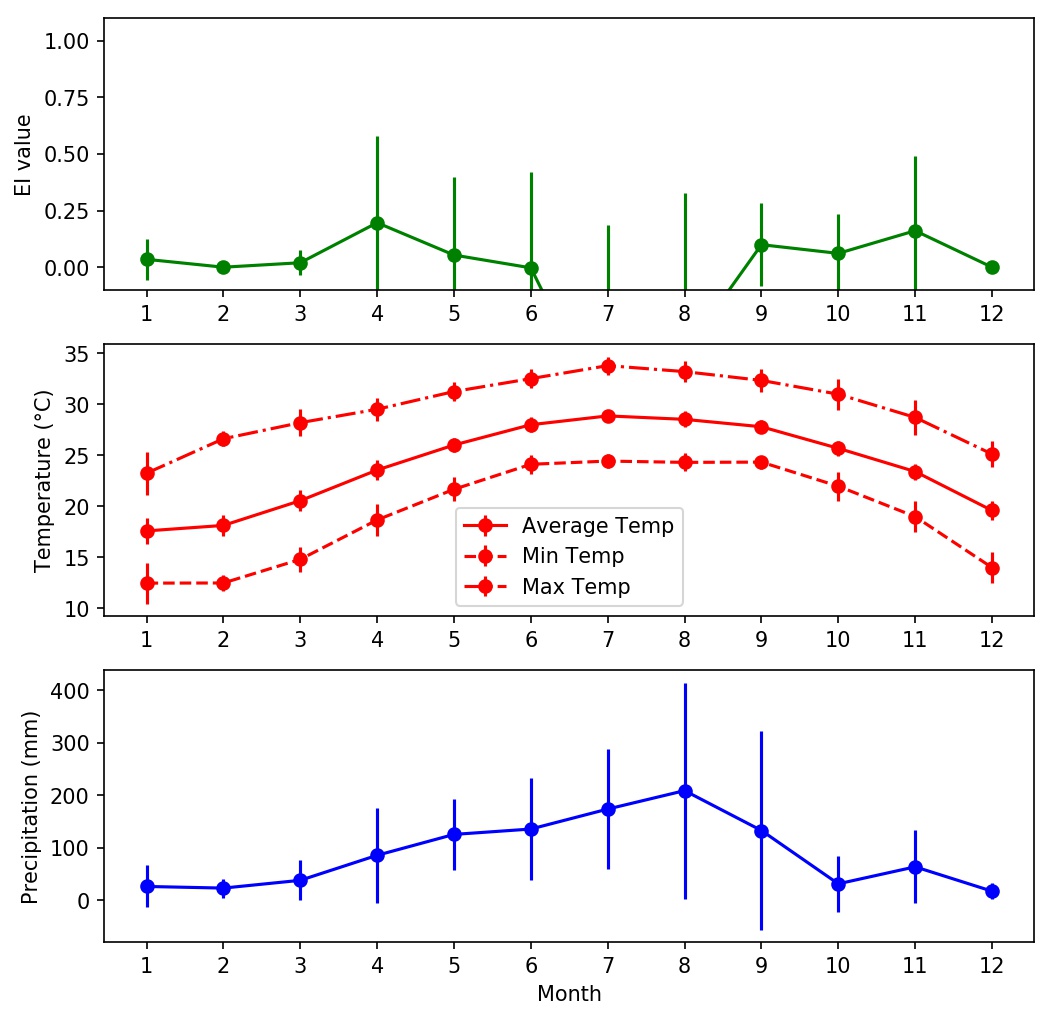 EI value
1.00
0.75
0.50
0.25
0.00
1 2 3 4 5 6 7 8 9 10 11 12
Temperature (°C)
35
30
25
20
15
10
Average Temp
Min Temp
Max Temp
1 2 3 4 5 6 7 8 9 10 11 12
Precipitation (mm)
400
300
200
100
0
1 2 3 4 5 6 7 8 9 10 11 12
Month